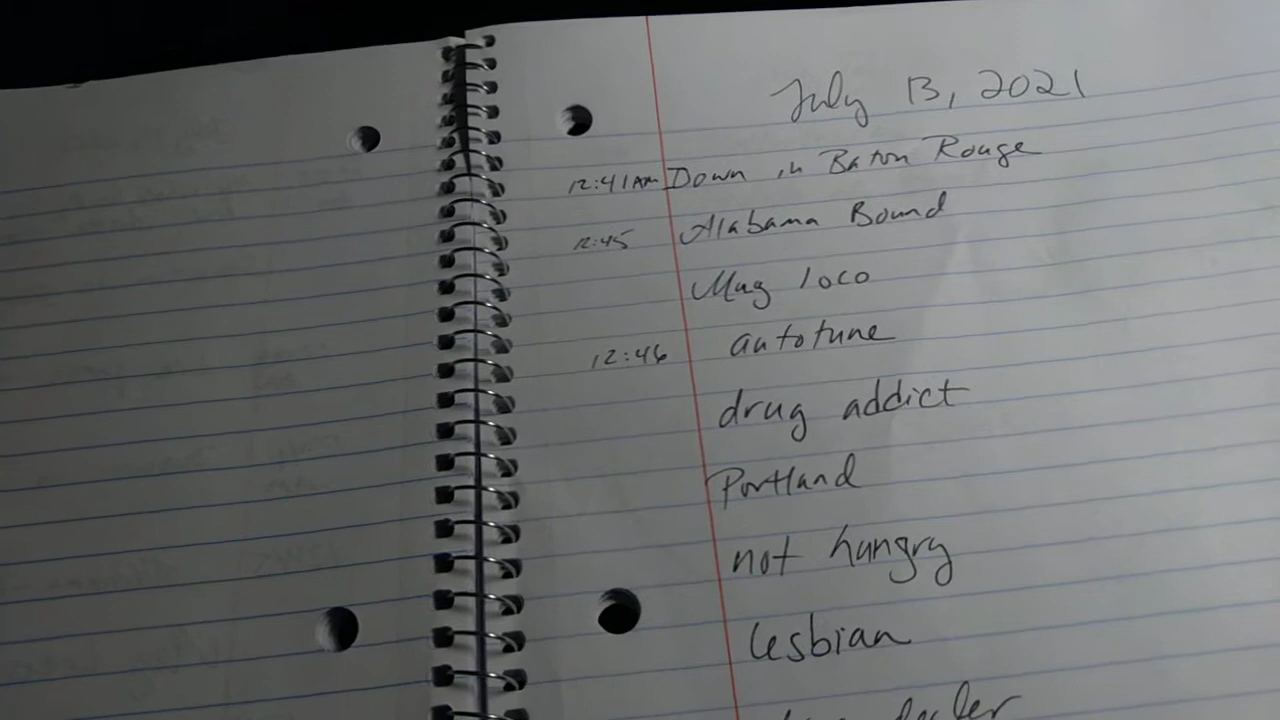 July 13, 2021
12:41AM Down in Baton Rouge
12:45 Alabama Bound
Muy loco
12:46 autotune
drug addict
Portland
not hungry
lesbian